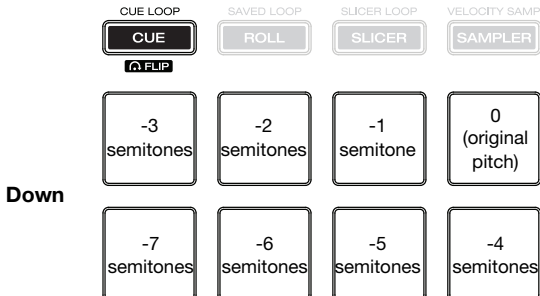 CUE LOOP SAVED LOOP SLICER LOOP VELOCITY SAMP
CUE ROLL SLICER SAMPLER
FLIP
-3 semitones
-2 semitones
-1 semitone
0 (original pitch)
Down
-7 semitones
-6 semitones
-5 semitones
-4 semitones